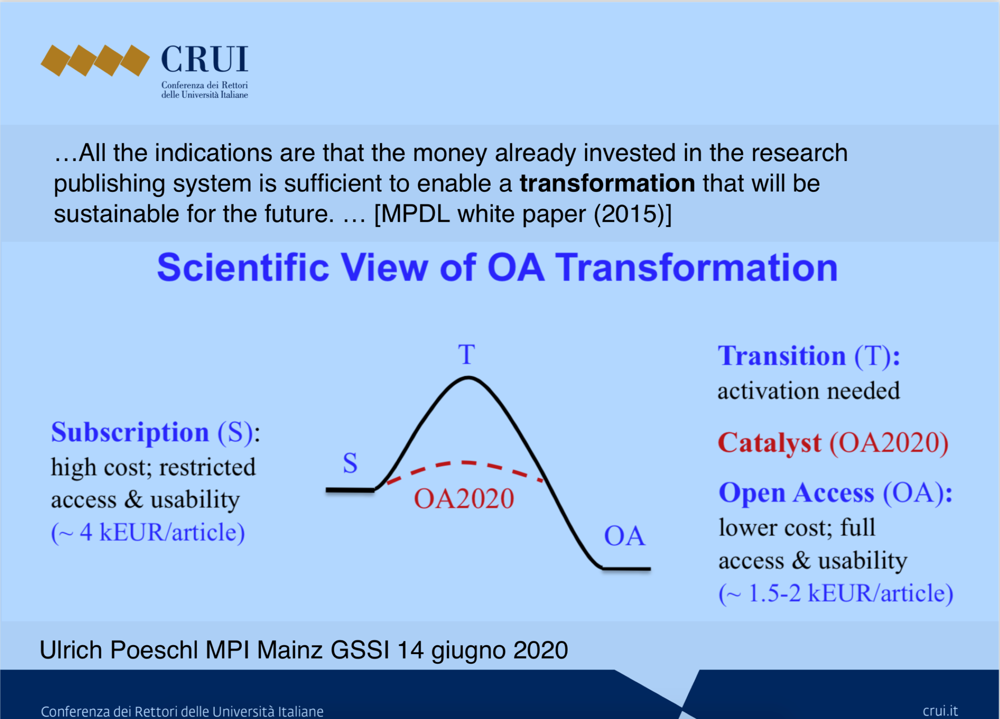 CRUI
Conferenza dei Rettori
delle Università Italiane
…All the indications are that the money already invested in the research
publishing system is sufficient to enable a transformation that will be
sustainable for the future. … [MPDL white paper (2015)]
Scientific View of OA Transformation
Subscription (S):
high cost; restricted
access & usability
(~ 4 kEUR/article)
T
S
OA2020
OA
Transition (T):
activation needed
Catalyst (OA2020)
Open Access (OA):
lower cost; full
access & usability
(~ 1.5-2 kEUR/article)
Ulrich Poeschl MPI Mainz GSSI 14 giugno 2020
Conferenza dei Rettori delle Università Italiane
crui.it